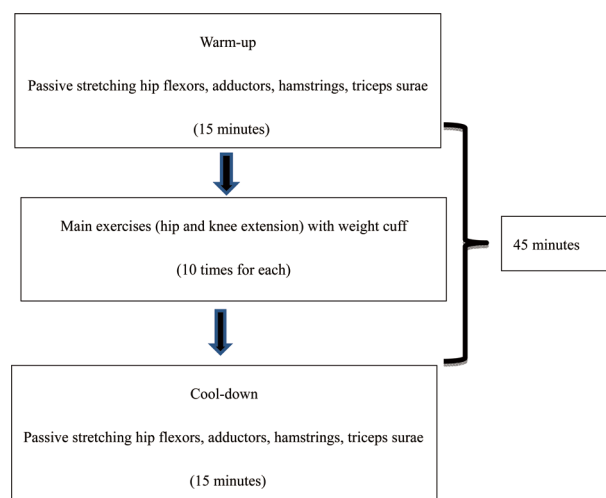 Warm-up
Passive stretching hip flexors, adductors, hamstrings, triceps surae
(15 minutes)
Main exercises (hip and knee extension) with weight cuff
(10 times for each)
45 minutes
Cool-down
Passive stretching hip flexors, adductors, hamstrings, triceps surae
(15 minutes)